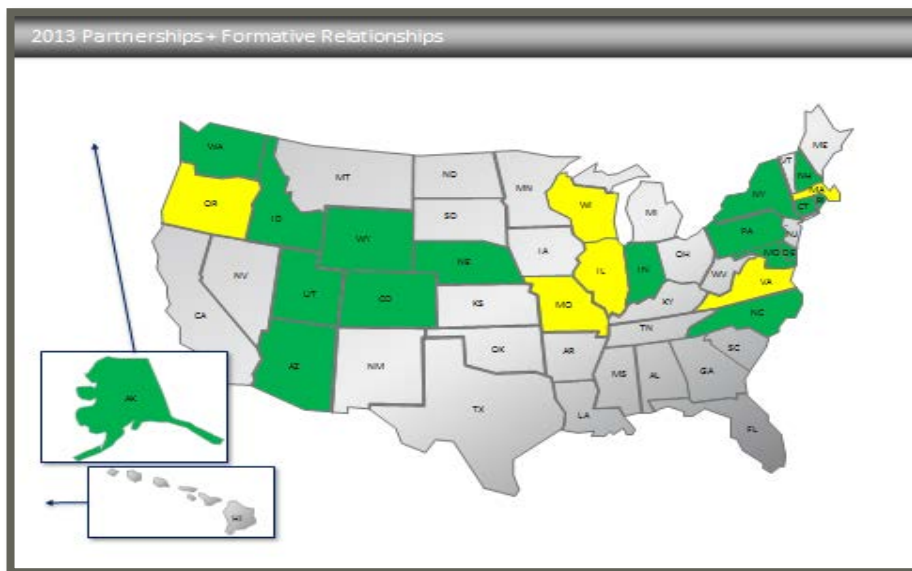 2013 Partnerships + Formative Relationships
WA
MT
ND
MN
ME
VT
NH
OR
ID
SD
WI
MI
NY
MA
CT
RI
WY
IA
PA
NJ
NE
NV
UT
CO
IL
IN
OH
MD
DE
WV
VA
CA
KS
MO
KY
NC
TN
AZ
NM
OK
AR
SC
MS
AL
GA
TX
LA
FL
AK
HI